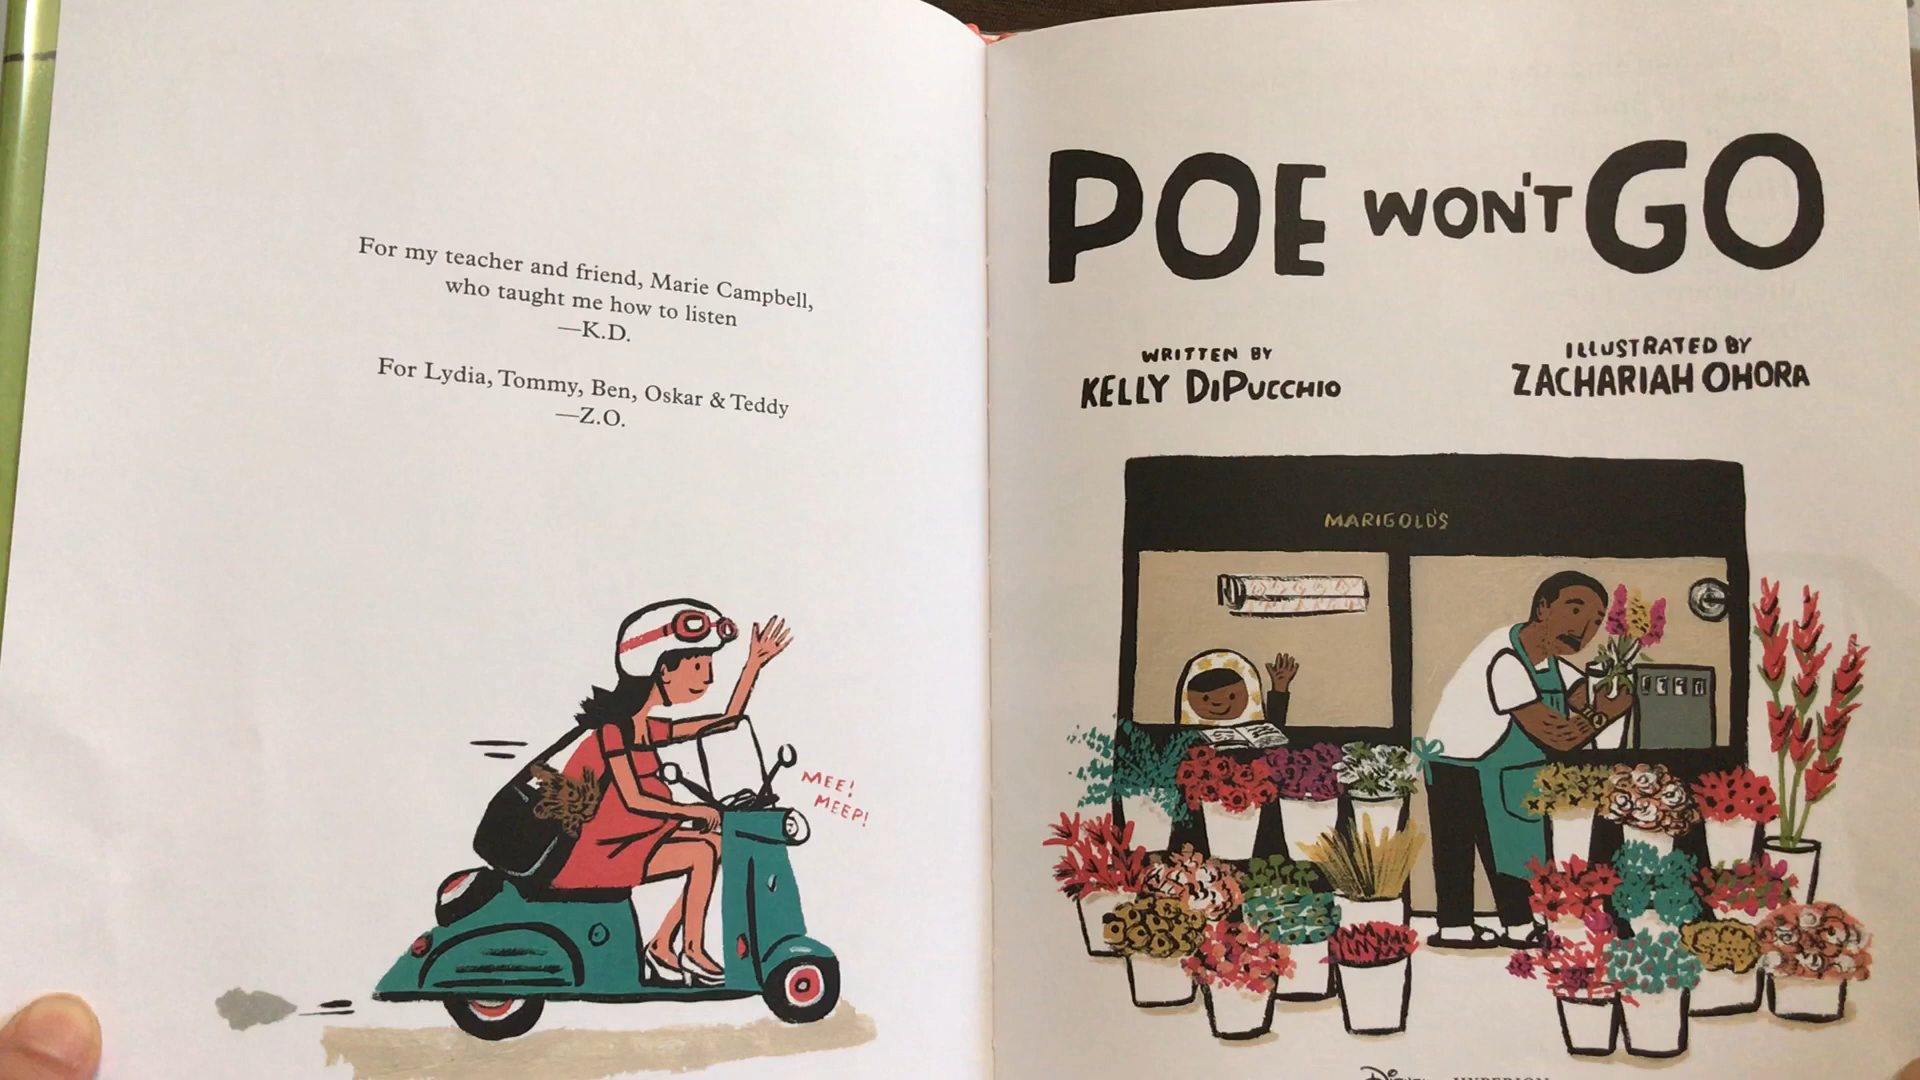 For my teacher and friend, Marie Campbell,
who taught me how to listen
—K.D.
For Lydia, Tommy, Ben, Oskar & Teddy
—Z.O.
MEE!
MEEP!
POE WON'T GO
WRITTEN BY
KELLY DiPUCCHIO
ILLUSTRATED BY
ZACHARIAH OHORA
MARIGOLD'S